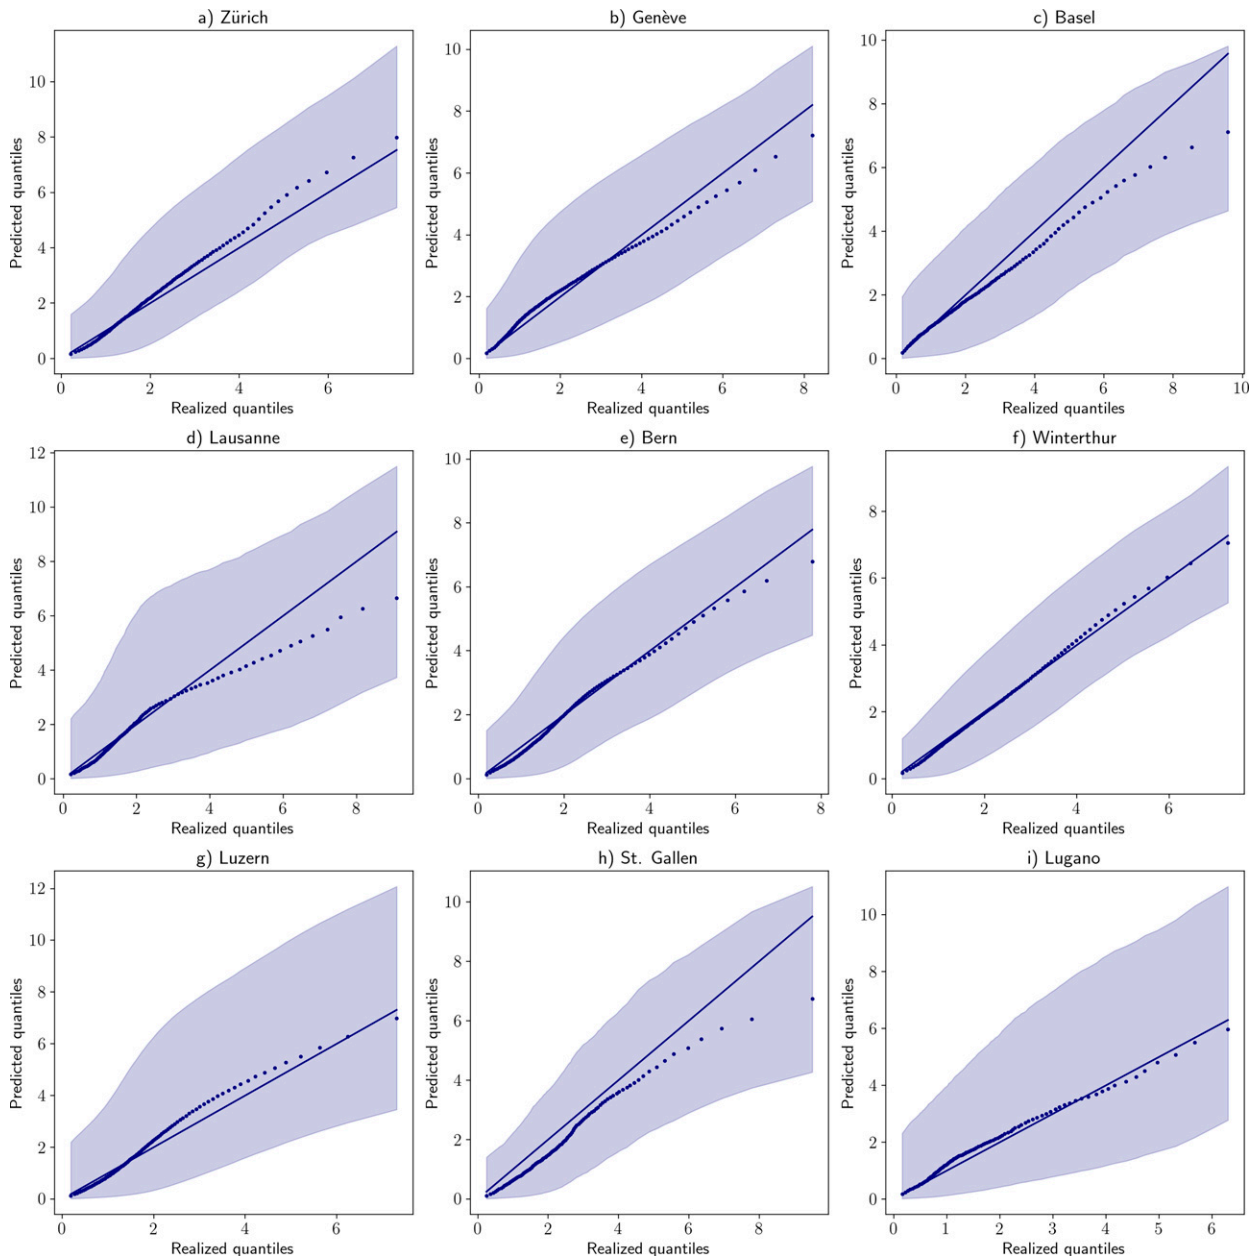 a) Zürich
Predicted quantiles
10
8
6
4
2
0
0 2 4 6
Realized quantiles
b) Genève
Predicted quantiles
10
8
6
4
2
0
0 2 4 6 8
Realized quantiles
c) Basel
Predicted quantiles
10
8
6
4
2
0
0 2 4 6 8 10
Realized quantiles
d) Lausanne
Predicted quantiles
12
10
8
6
4
2
0
0 2 4 6 8
Realized quantiles
e) Bern
Predicted quantiles
10
8
6
4
2
0
0 2 4 6 8
Realized quantiles
f) Winterthur
Predicted quantiles
8
6
4
2
0
0 2 4 6
Realized quantiles
g) Luzern
Predicted quantiles
12
10
8
6
4
2
0
0 2 4 6
Realized quantiles
h) St. Gallen
Predicted quantiles
10
8
6
4
2
0
0 2 4 6 8
Realized quantiles
i) Lugano
Predicted quantiles
10
8
6
4
2
0
0 1 2 3 4 5 6
Realized quantiles